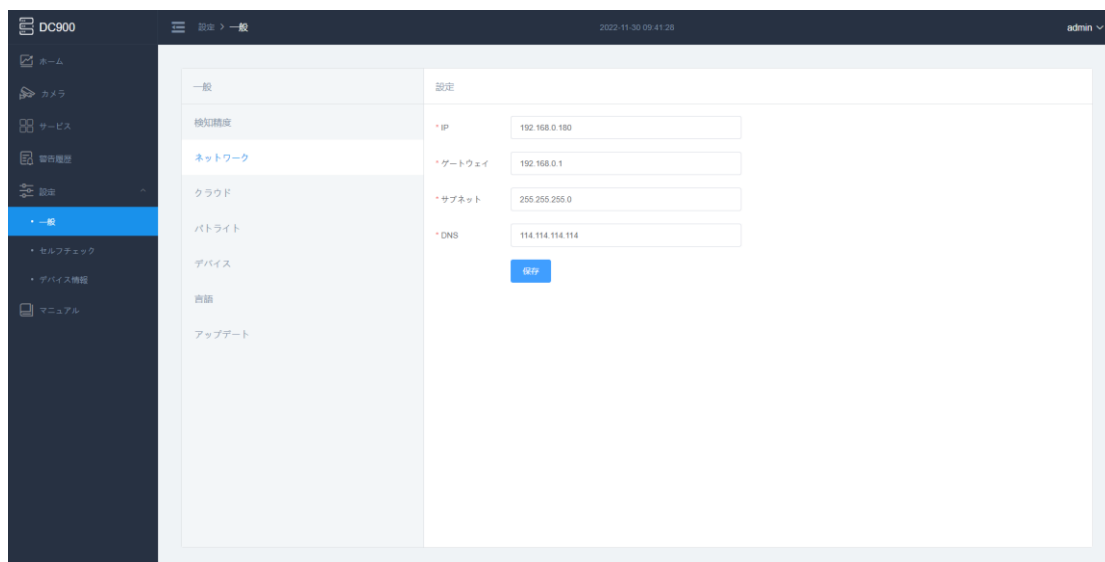 DC900
設定 > 一般
2022-11-30 09:41:28
admin
ホーム
カメラ
サービス
警告履歴
設定
• 一般
• セルフチェック
• デバイス情報
マニュアル
一般
検知精度
ネットワーク
クラウド
パトライト
デバイス
言語
アップデート
設定
* IP 192.168.0.180
* ゲートウェイ 192.168.0.1
* サブネット 255.255.255.0
* DNS 114.114.114.114
保存